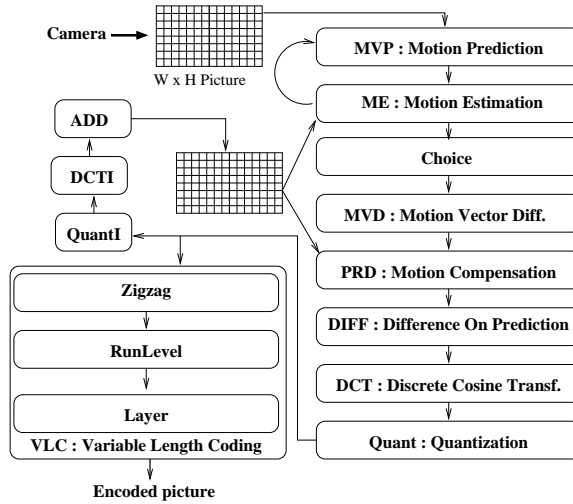 Camera
W x H Picture
MVP : Motion Prediction
ME : Motion Estimation
Choice
MVD : Motion Vector Diff.
PRD : Motion Compensation
DIFF : Difference On Prediction
DCT : Discrete Cosine Transf.
Quant : Quantization
ADD
DCTI
QuantI
Zigzag
RunLevel
Layer
VLC : Variable Length Coding
Encoded picture